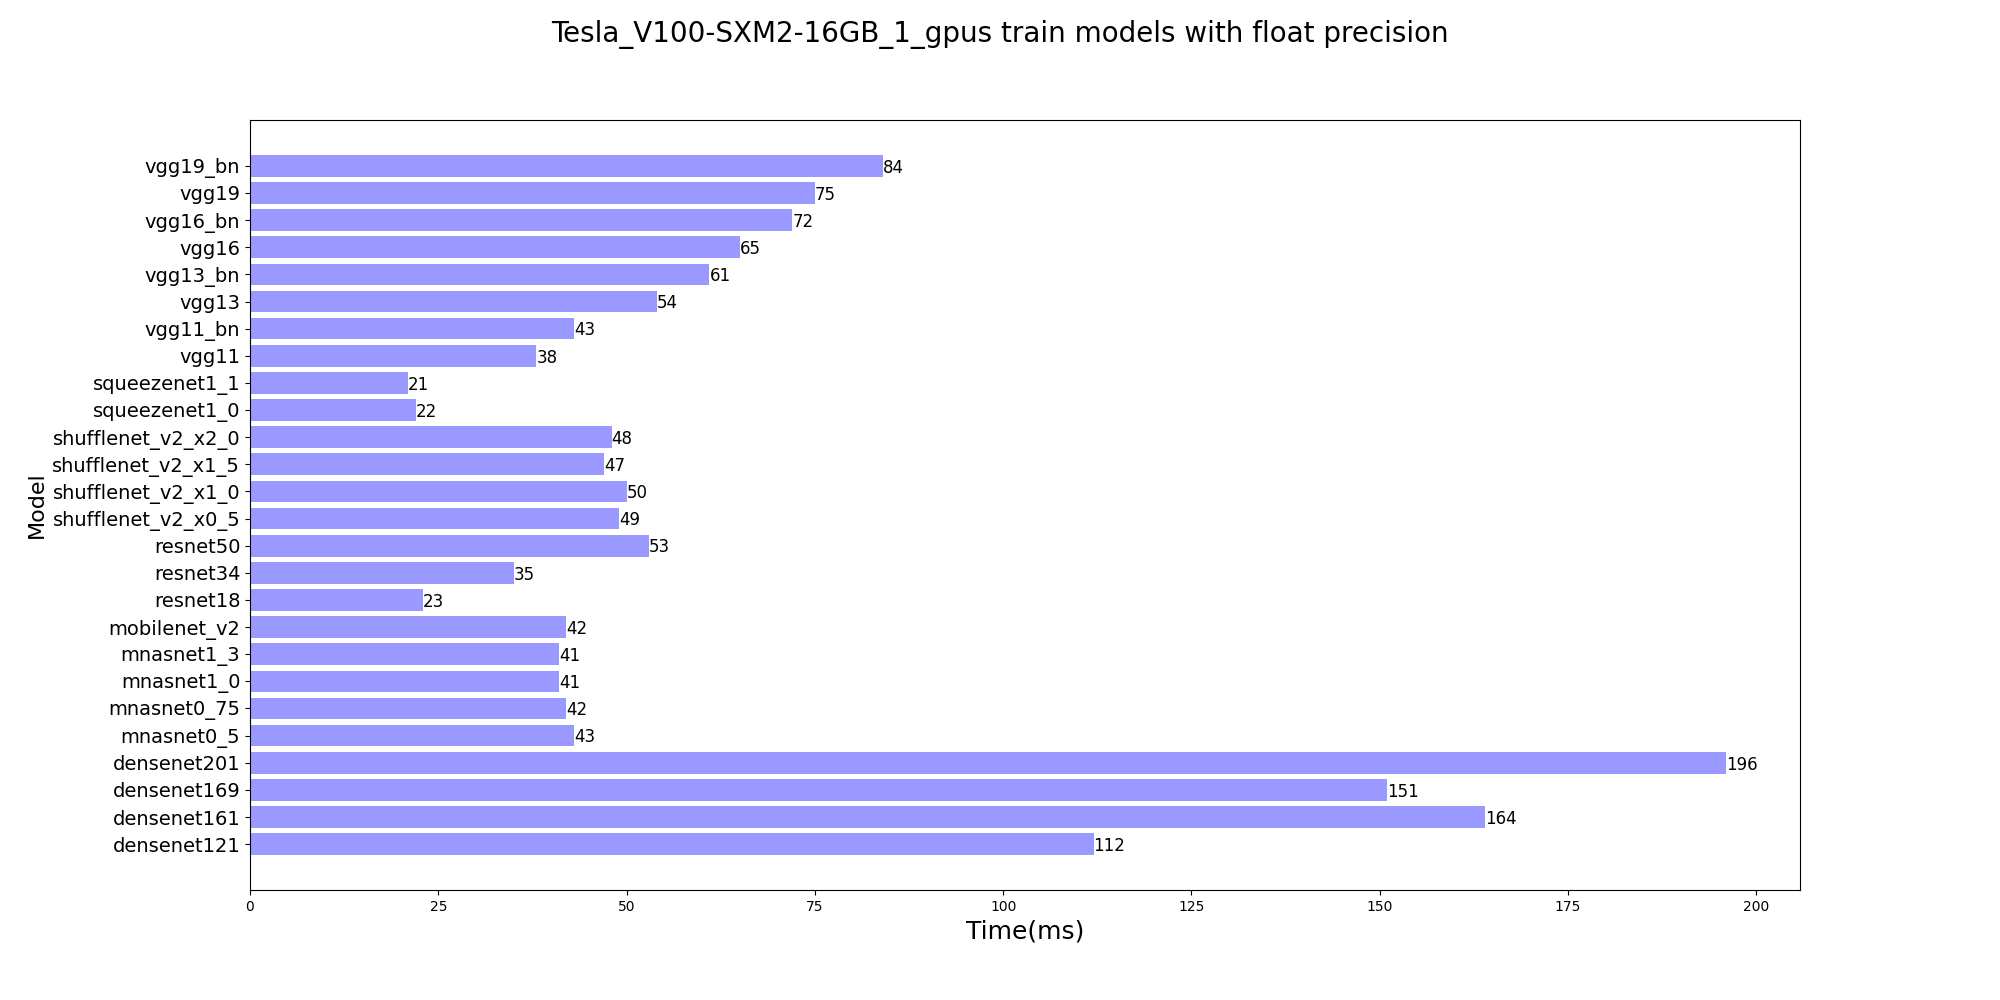 Tesla_V100-SXM2-16GB_1_gpus train models with float precision
vgg19_bn 84
vgg19 75
vgg16_bn 72
vgg16 65
vgg13_bn 61
vgg13 54
vgg11_bn 43
vgg11 38
squeezenet1_1 21
squeezenet1_0 22
shufflenet_v2_x2_0 48
shufflenet_v2_x1_5 47
shufflenet_v2_x1_0 50
shufflenet_v2_x0_5 49
resnet50 53
resnet34 35
resnet18 23
mobilenet_v2 42
mnasnet1_3 41
mnasnet1_0 41
mnasnet0_75 42
mnasnet0_5 43
densenet201 196
densenet169 151
densenet161 164
densenet121 112
Model
0 25 50 75 100 125 150 175 200
Time(ms)